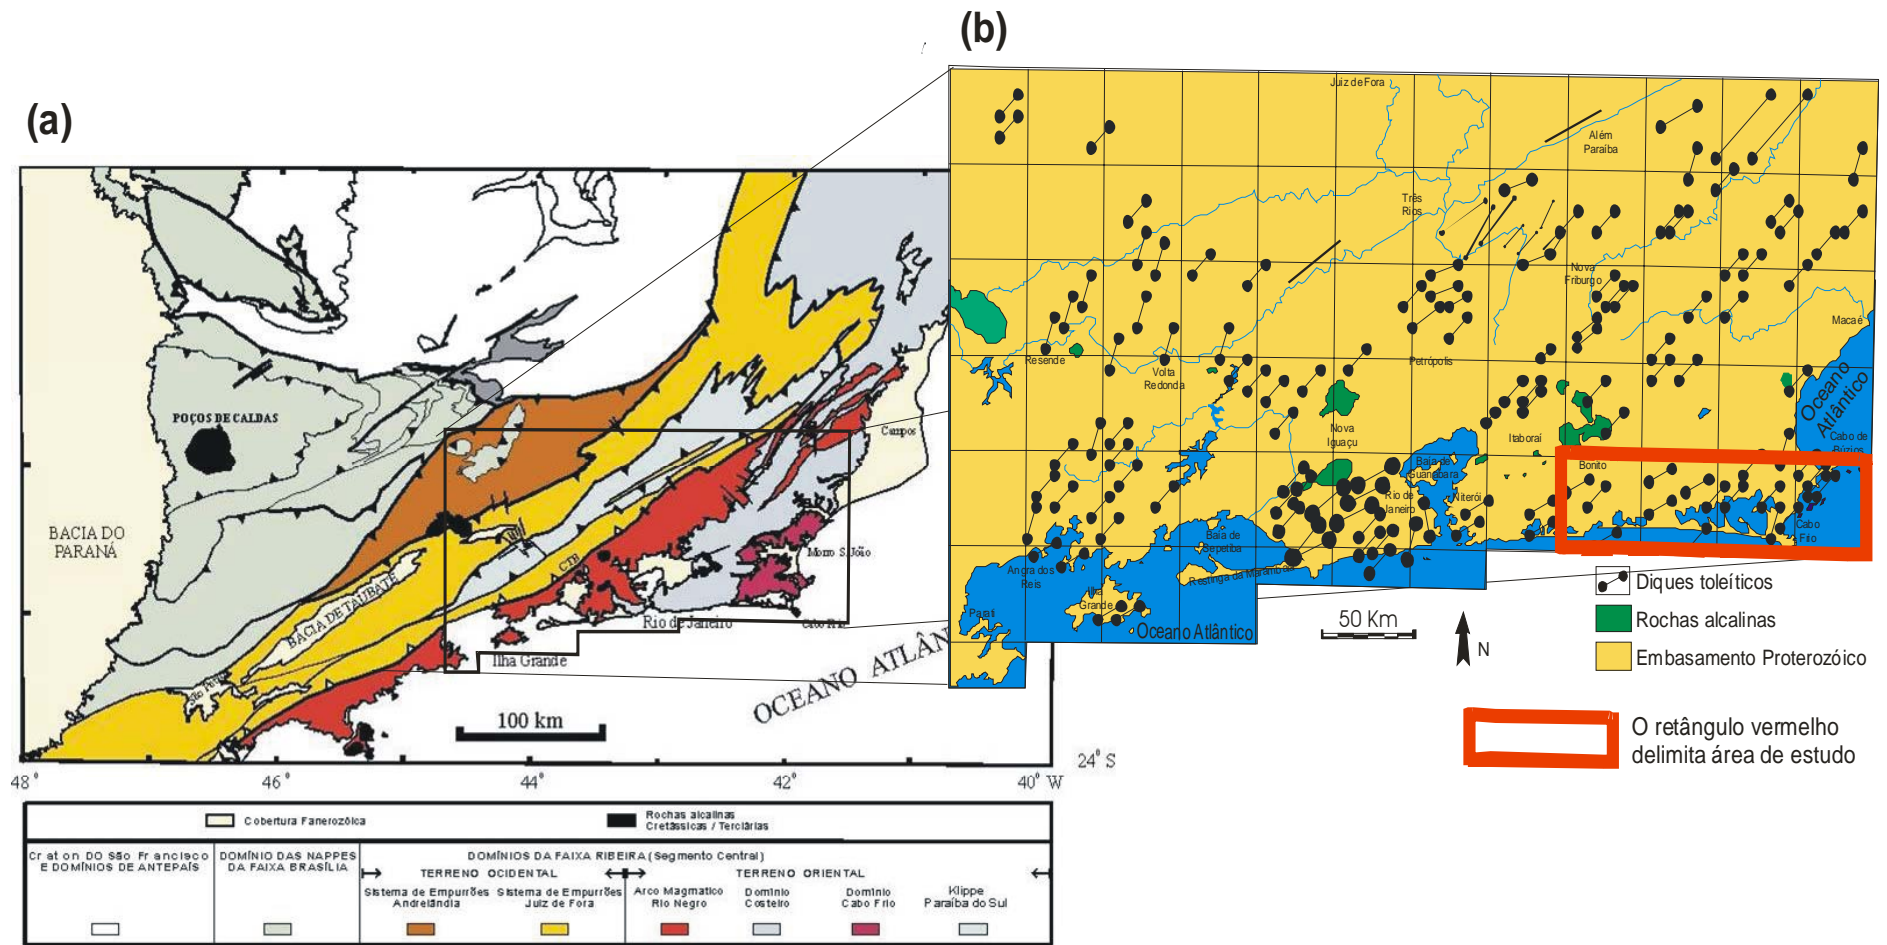 (a)
POÇOS DE CALDAS
BACIA DO
PARANÁ
BACIA DE TAUBATÉ
São Paulo
CTB
Campos
Morro S. João
Cabo Frio
Rio de Janeiro
Ilha Grande
OCEANO ATLÂN
100 km
48°
46°
44°
42°
40° W
24° S
Cobertura Fanerozóica
Rochas alcalinas
Cretássicas / Terciárias
Craton DO São Francisco
E DOMÍNIOS DE ANTEPAÍS
DOMÍNIO DAS NAPPES
DA FAIXA BRASÍLIA
DOMÍNIOS DA FAIXA RIBEIRA (Segmento Central)
TERRENO OCIDENTAL
TERRENO ORIENTAL
Sistema de Empurrões
Andrelândia
Sistema de Empurrões
Juiz de Fora
Arco Magmatico
Rio Negro
Domínio
Costeiro
Domínio
Cabo Frio
Klippe
Paraíba do Sul
(b)
Juiz de Fora
Além
Paraíba
Três
Rios
Nova
Friburgo
Macaé
Resende
Volta
Redonda
Petrópolis
Nova
Iguaçu
Itaboraí
Oceano
Atlântico
Cabo de
Búzios
Bonito
Baía de
Guanabara
Niterói
Rio de
Janeiro
Cabo
Frio
Baía de
Sepetiba
Restinga da Marambaia
Angra dos
Reis
Ilha
Grande
Parati
Oceano Atlântico
50 Km
N
Diques toleíticos
Rochas alcalinas
Embasamento Proterozóico
O retângulo vermelho
delimita área de estudo